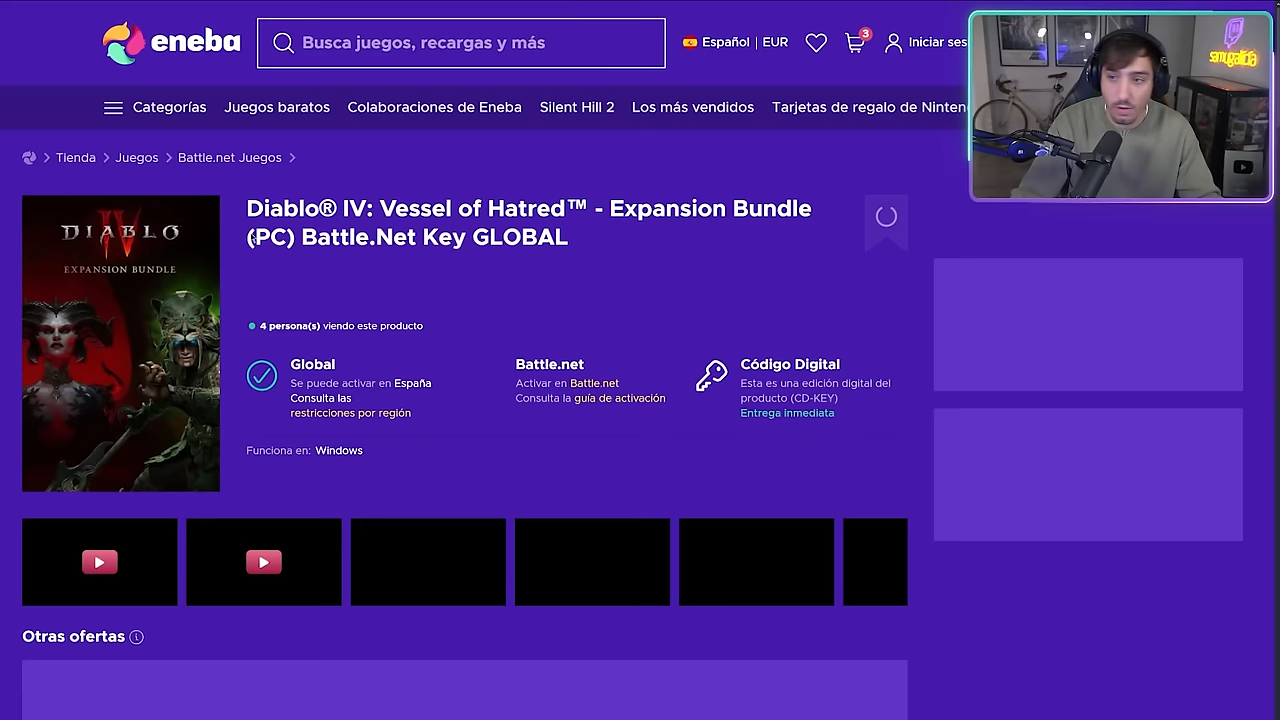 eneba
Busca juegos, recargas y más
Español | EUR
3
Iniciar ses
samugalida
Categorías
Juegos baratos
Colaboraciones de Eneba
Silent Hill 2
Los más vendidos
Tarjetas de regalo de Ninten
Tienda
Juegos
Battle.net Juegos
DIABLO
IV
EXPANSION BUNDLE
Diablo® IV: Vessel of Hatred™ - Expansion Bundle
(PC) Battle.Net Key GLOBAL
4 persona(s) viendo este producto
Global
Se puede activar en España
Consulta las
restricciones por región
Battle.net
Activar en Battle.net
Consulta la guía de activación
Código Digital
Esta es una edición digital del
producto (CD-KEY)
Entrega inmediata
Funciona en: Windows
Otras ofertas